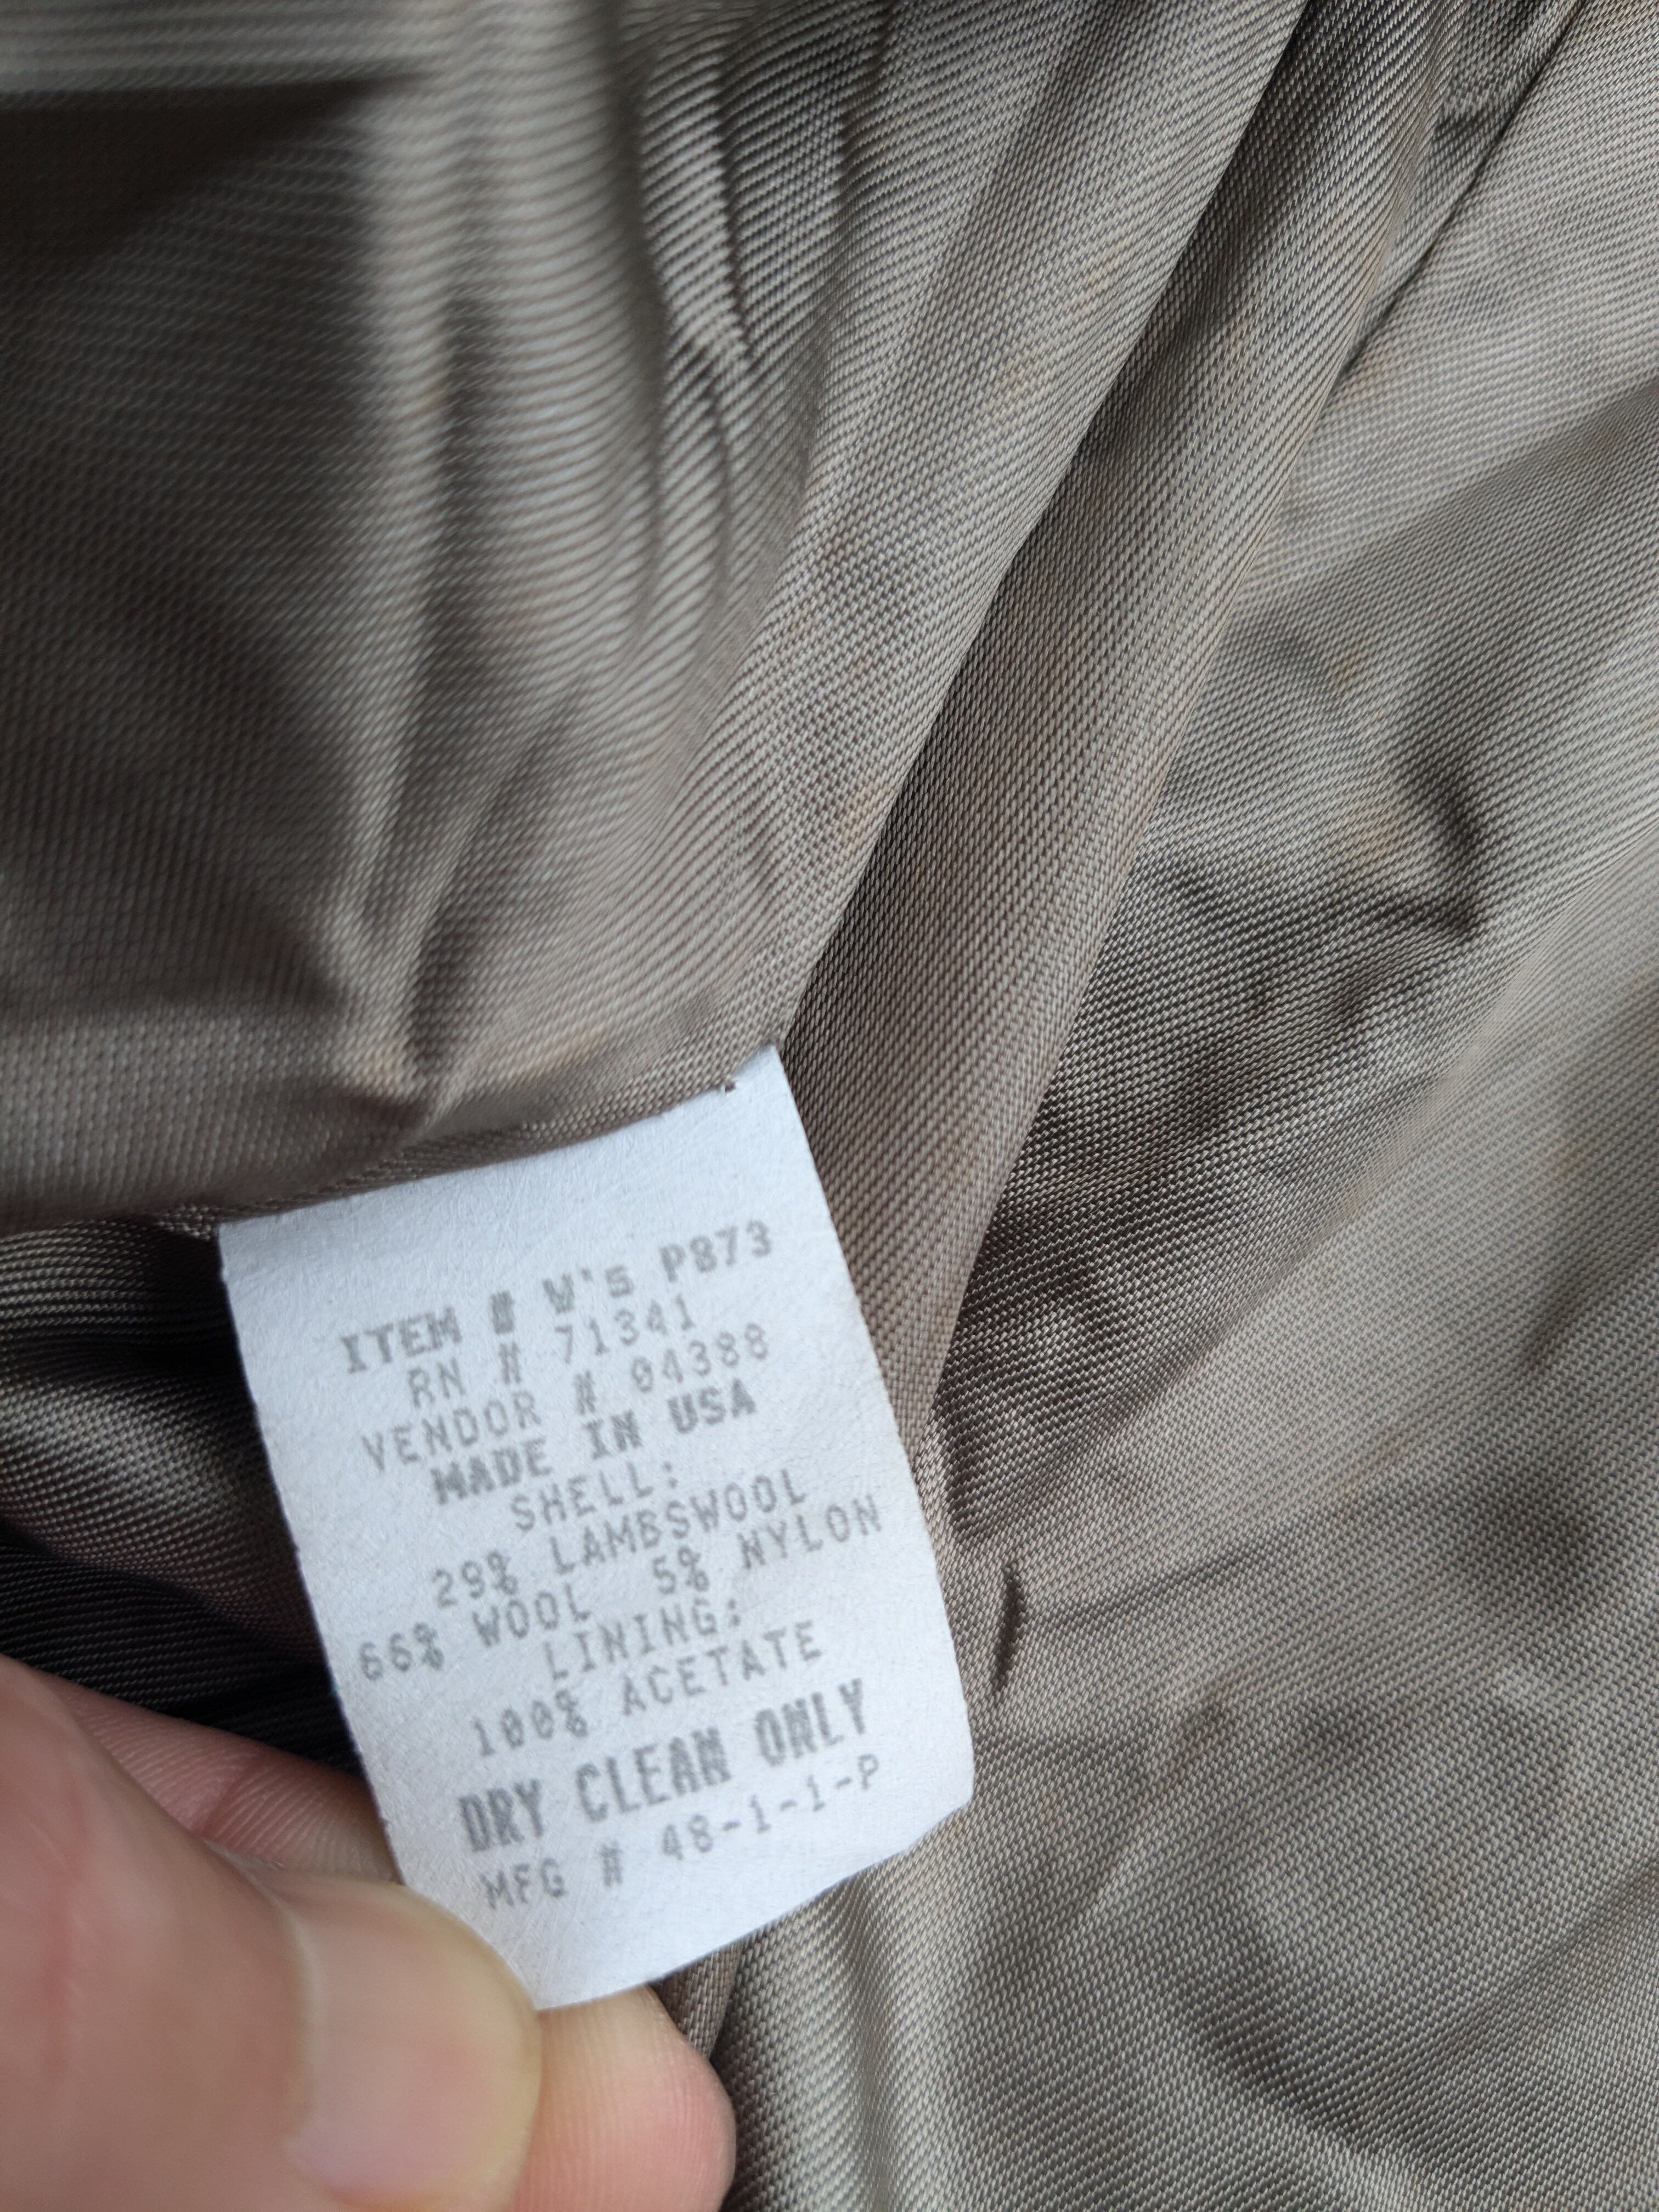 ITEM # W's P873
RN # 71341
VENDOR # 04388
MADE IN USA
SHELL:
29% LAMBSWOOL
66% WOOL 5% NYLON
LINING:
100% ACETATE
DRY CLEAN ONLY
MFG # 48-1-1-P